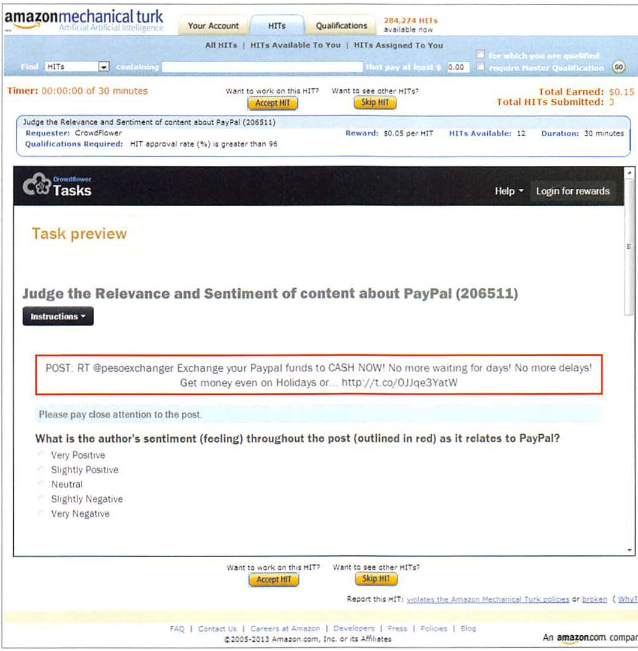 amazonmechanical turk
Artificial Artificial Intelligence
Your Account HITs Qualifications 284,274 HITs
available now
All HITs | HITs Available To You | HITs Assigned To You
for which you are qualified
Find HITs containing that pay at least $ 0.00 require Master Qualification GO
Timer: 00:00:00 of 30 minutes
Want to work on this HIT? Want to see other HITs?
Accept HIT Skip HIT
Total Earned: $0.15
Total HITs Submitted: 3
Judge the Relevance and Sentiment of content about PayPal (206511)
Requester: CrowdFlower Reward: $0.05 per HIT HITs Available: 12 Duration: 30 minutes
Qualifications Required: HIT approval rate (%) is greater than 96
Crowdflower
Tasks
Help Login for rewards
Task preview
Judge the Relevance and Sentiment of content about PayPal (206511)
Instructions
POST: RT @pesoexchanger Exchange your Paypal funds to CASH NOW! No more waiting for days! No more delays!
Get money even on Holidays or... http://t.co/0JJqe3YatW
Please pay close attention to the post.
What is the author's sentiment (feeling) throughout the post (outlined in red) as it relates to PayPal?
Very Positive
Slightly Positive
Neutral
Slightly Negative
Very Negative
Want to work on this HIT? Want to see other HITs?
Accept HIT Skip HIT
Report this HIT: violates the Amazon Mechanical Turk policies or broken ( Why?
FAQ | Contact Us | Careers at Amazon | Developers | Press | Policies | Blog
©2005-2013 Amazon.com, Inc. or its Affiliates
An amazon.com compan